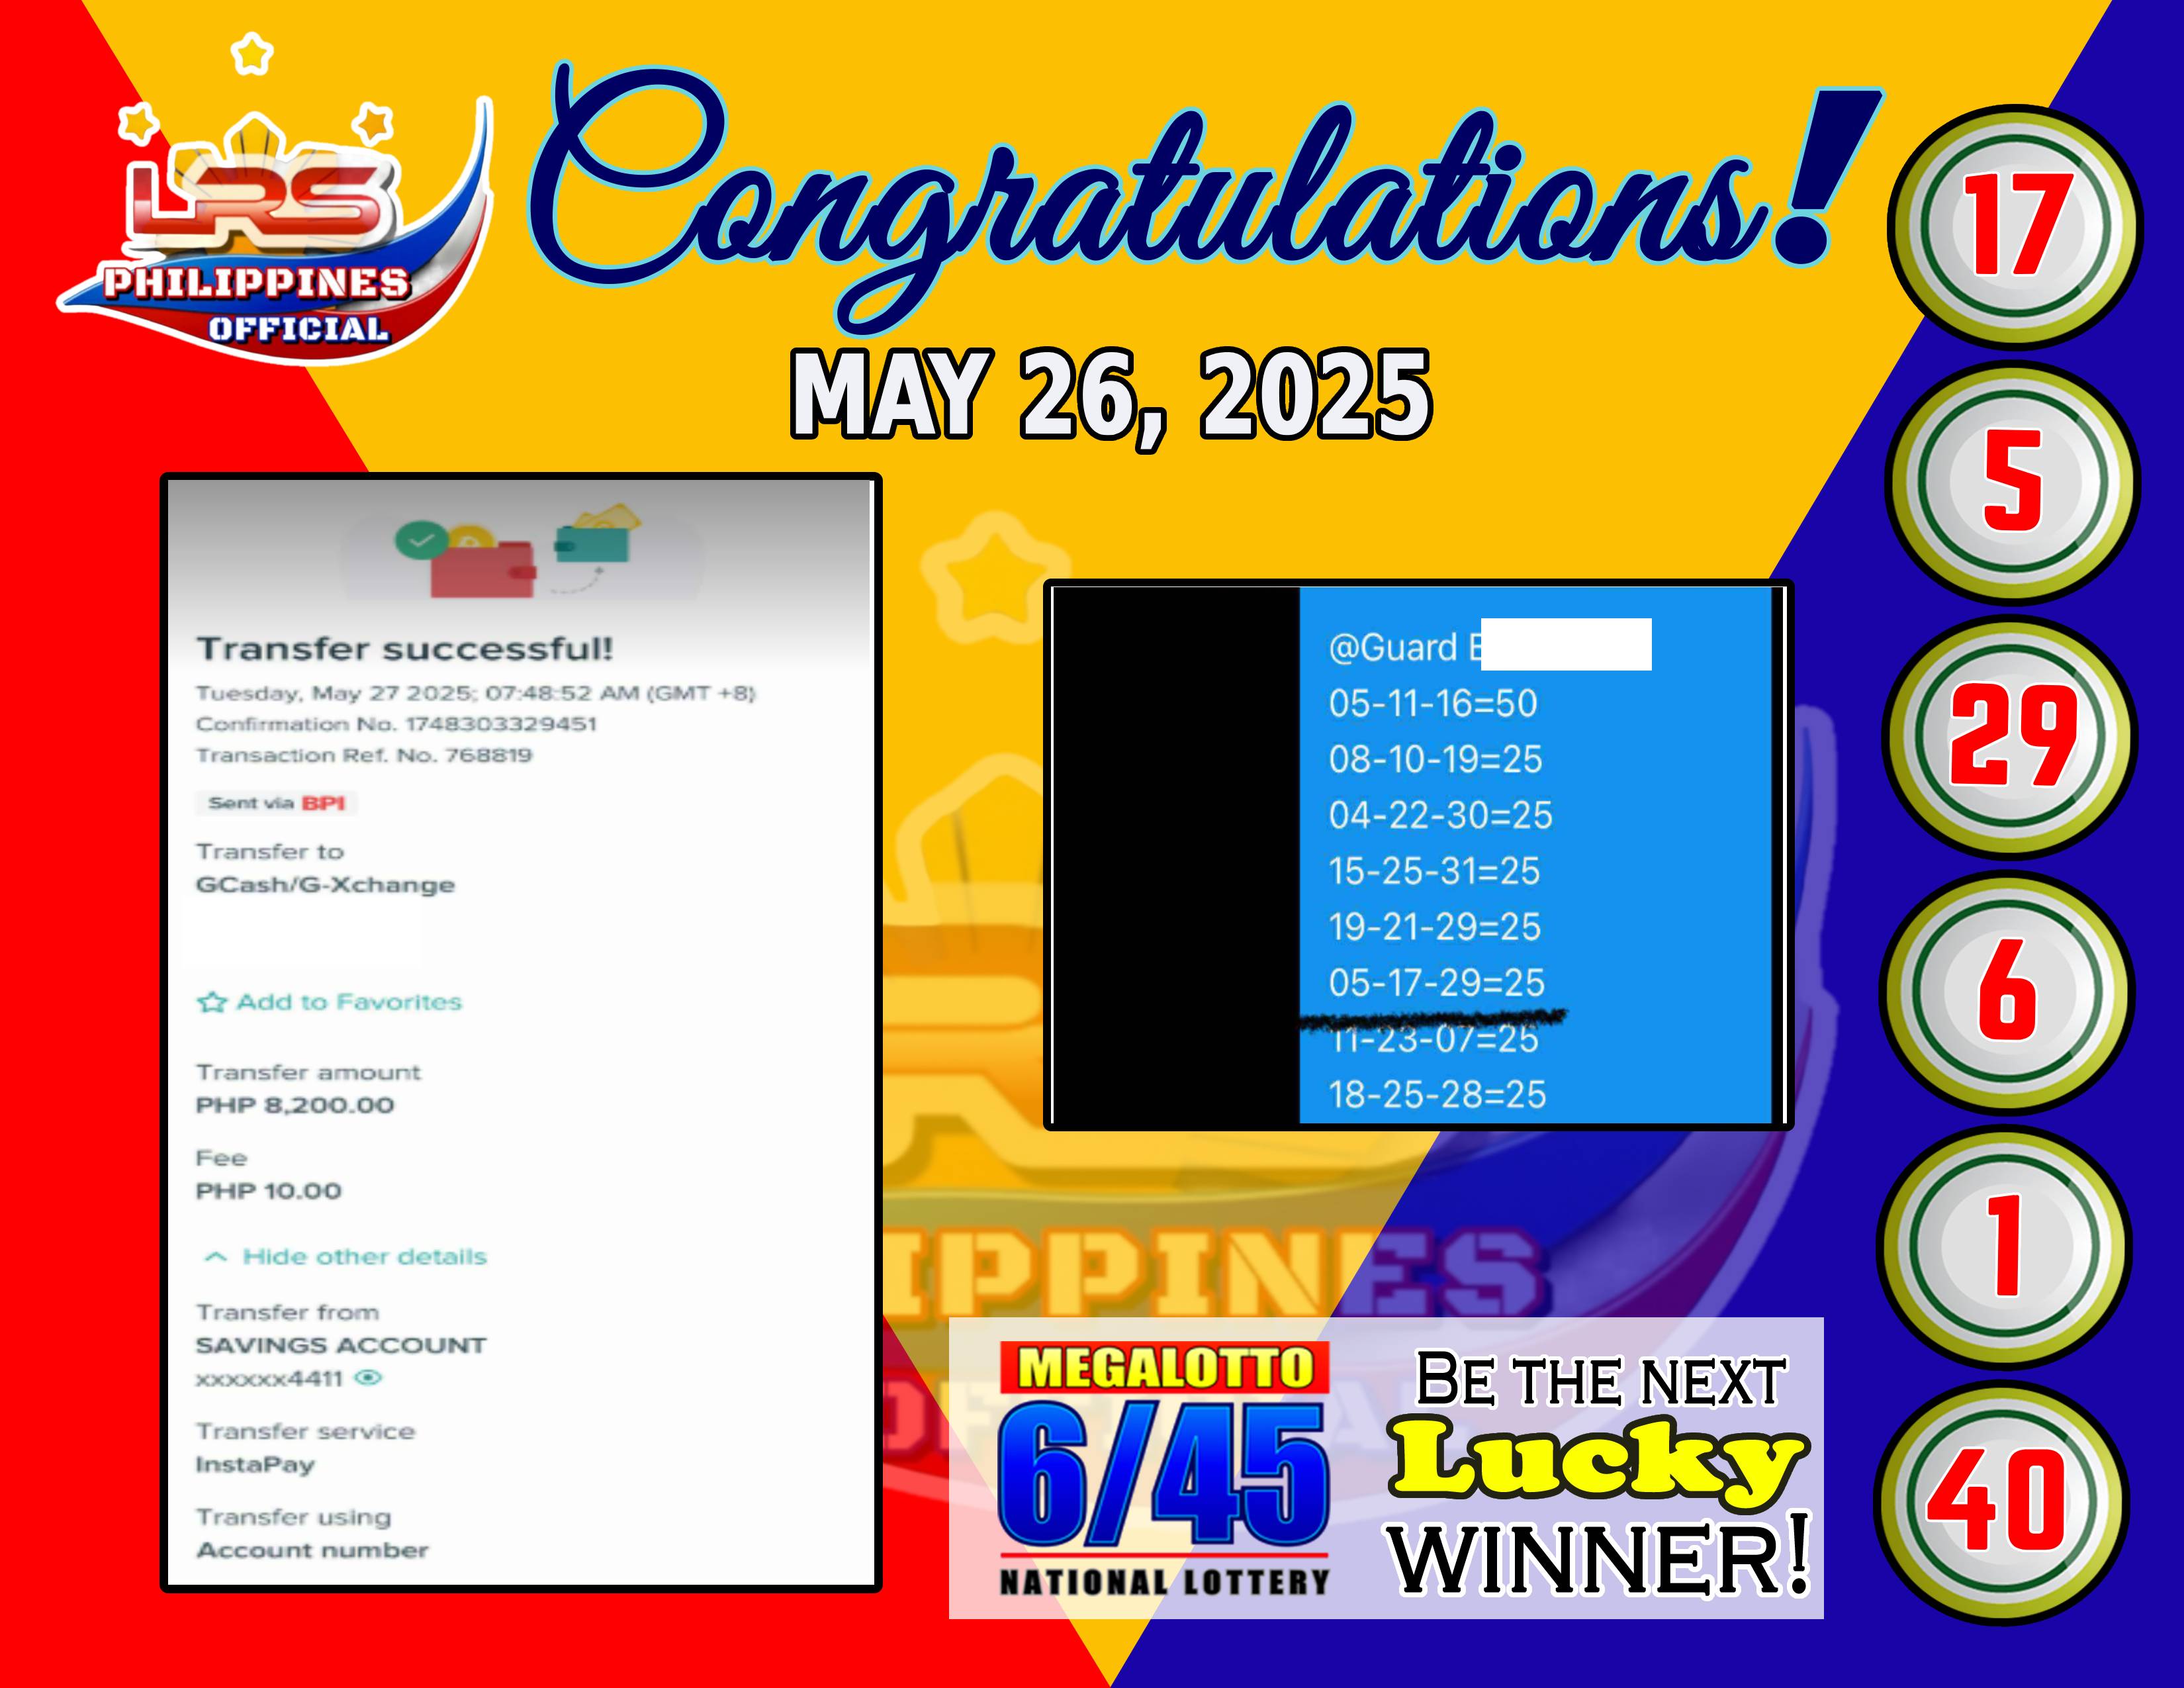 LRS
PHILIPPINES
OFFICIAL
Congratulations!
MAY 26, 2025
Transfer successful!
Tuesday, May 27 2025; 07:48:52 AM (GMT +8)
Confirmation No. 1748303329451
Transaction Ref. No. 768819
Sent via BPI
Transfer to
GCash/G-Xchange
Add to Favorites
Transfer amount
PHP 8,200.00
Fee
PHP 10.00
Hide other details
Transfer from
SAVINGS ACCOUNT
xxxxxx4411
Transfer service
InstaPay
Transfer using
Account number
@Guard
05-11-16=50
08-10-19=25
04-22-30=25
15-25-31=25
19-21-29=25
05-17-29=25
11-23-07=25
18-25-28=25
MEGALOTTO
6/45
NATIONAL LOTTERY
BE THE NEXT
Lucky
WINNER!
17
5
29
6
1
40